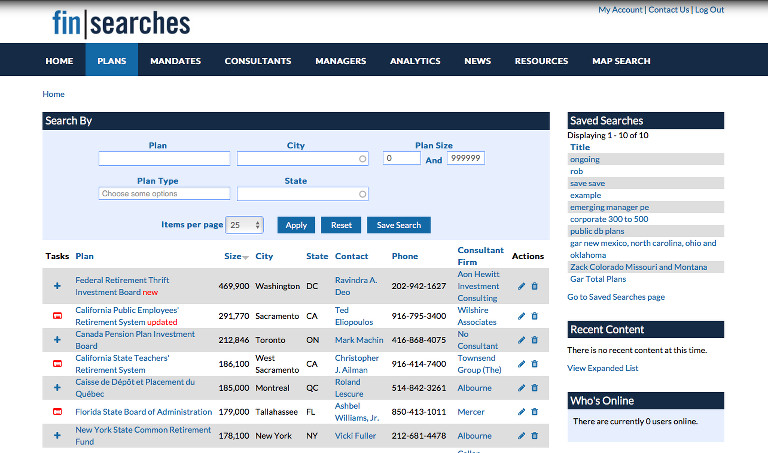 fin|searches
My Account | Contact Us | Log Out
HOME PLANS MANDATES CONSULTANTS MANAGERS ANALYTICS NEWS RESOURCES MAP SEARCH
Home
Search By
Plan City Plan Size
0 And 999999
Plan Type State
Choose some options
Items per page 25 Apply Reset Save Search
Tasks Plan Size City State Contact Phone Consultant Firm Actions
Federal Retirement Thrift Investment Board new 469,900 Washington DC Ravindra A. Deo 202-942-1627 Aon Hewitt Investment Consulting
California Public Employees' Retirement System updated 291,770 Sacramento CA Ted Eliopoulos 916-795-3400 Wilshire Associates
Canada Pension Plan Investment Board 212,846 Toronto ON Mark Machin 416-868-4075 No Consultant
California State Teachers' Retirement System 186,100 West Sacramento CA Christopher J. Ailman 916-414-7400 Townsend Group (The)
Caisse de Dépôt et Placement du Québec 185,000 Montreal QC Roland Lescure 514-842-3261 Albourne
Florida State Board of Administration 179,000 Tallahassee FL Ashbel Williams, Jr. 850-413-1011 Mercer
New York State Common Retirement Fund 178,100 New York NY Vicki Fuller 212-681-4478 Albourne
Saved Searches
Displaying 1 - 10 of 10
Title
ongoing
rob
save save
example
emerging manager pe
corporate 300 to 500
public db plans
gar new mexico, north carolina, ohio and
oklahoma
Zack Colorado Missouri and Montana
Gar Total Plans
Go to Saved Searches page
Recent Content
There is no recent content at this time.
View Expanded List
Who's Online
There are currently 0 users online.